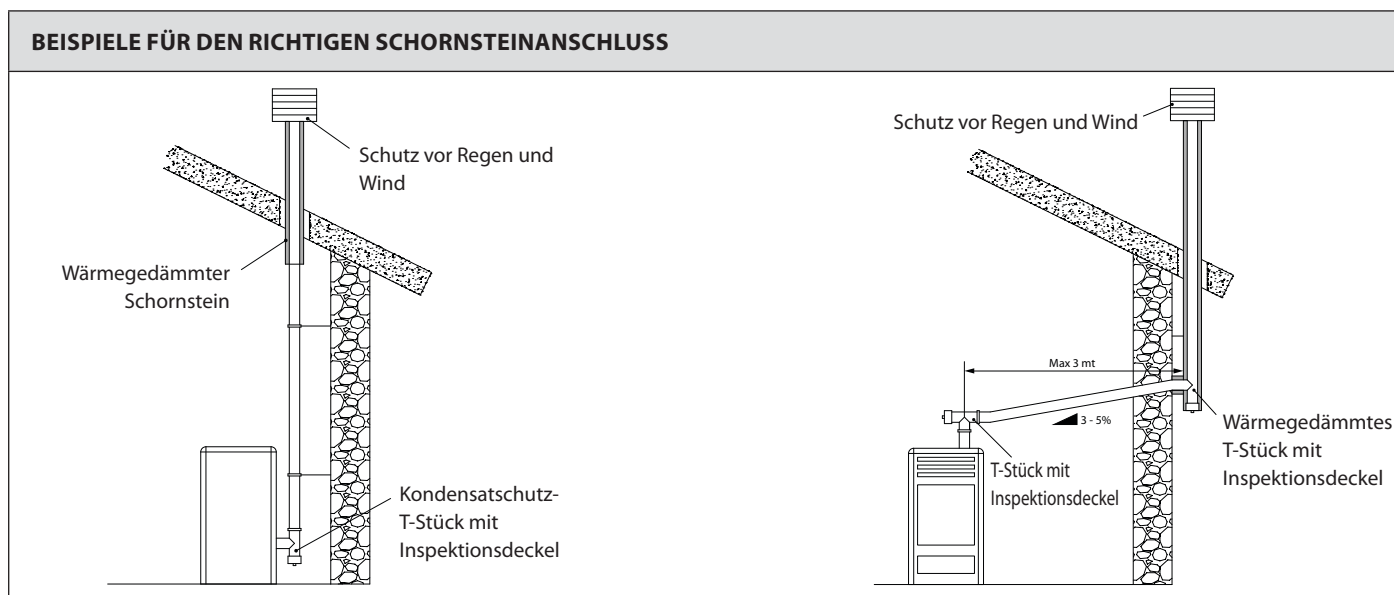 BEISPIELE FÜR DEN RICHTIGEN SCHORNSTEINANSCHLUSS
Schutz vor Regen und
Wind
Wärmegedämmter
Schornstein
Kondensatschutz-
T-Stück mit
Inspektionsdeckel
Schutz vor Regen und Wind
Max 3 mt
3 - 5%
T-Stück mit
Inspektionsdeckel
Wärmegedämmtes
T-Stück mit
Inspektionsdeckel